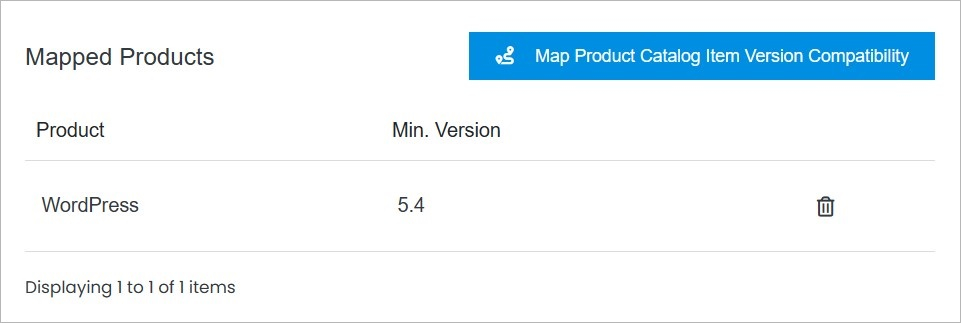 Mapped Products
Map Product Catalog Item Version Compatibility
Product Min. Version
WordPress 5.4
Displaying 1 to 1 of 1 items